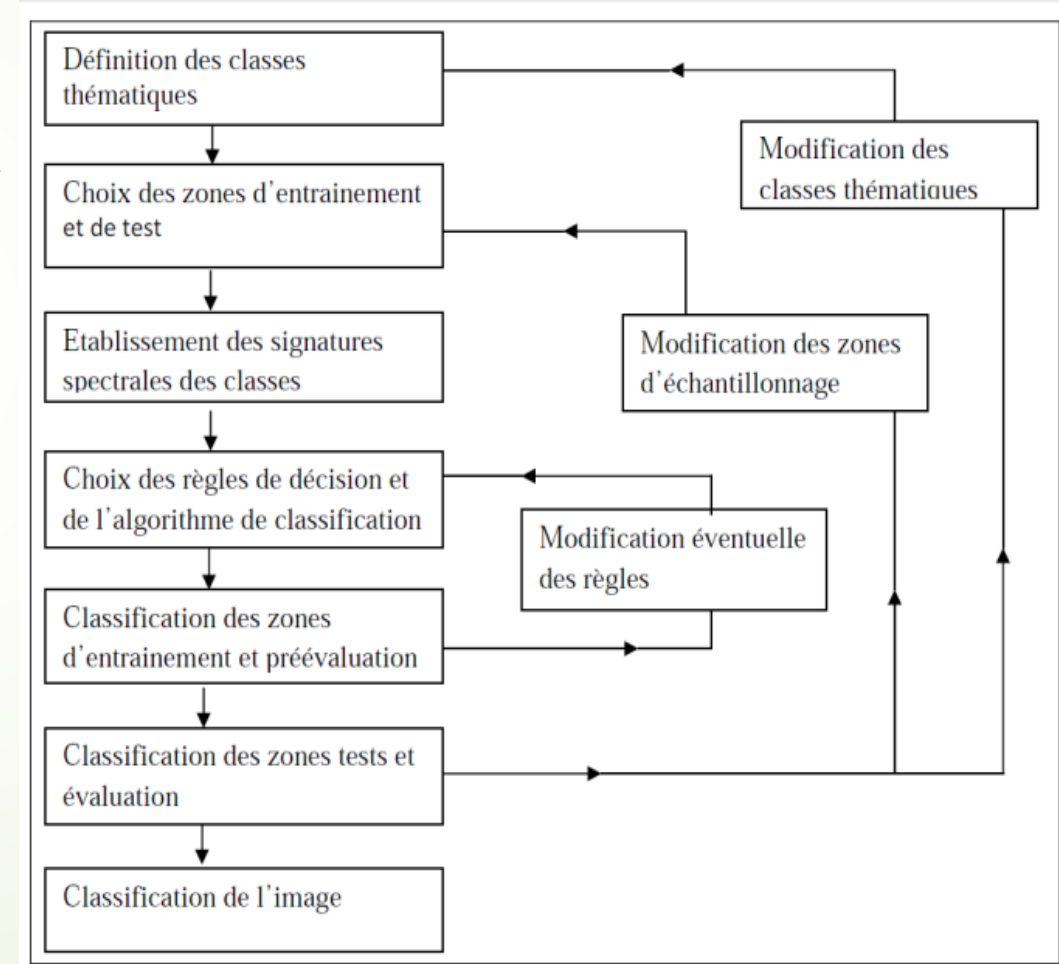 Définition des classes
thématiques
Modification des
classes thématiques
Choix des zones d'entrainement
et de test
Etablissement des signatures
spectrales des classes
Modification des zones
d'échantillonnage
Choix des règles de décision et
de l'algorithme de classification
Modification éventuelle
des règles
Classification des zones
d'entrainement et préévaluation
Classification des zones tests et
évaluation
Classification de l'image